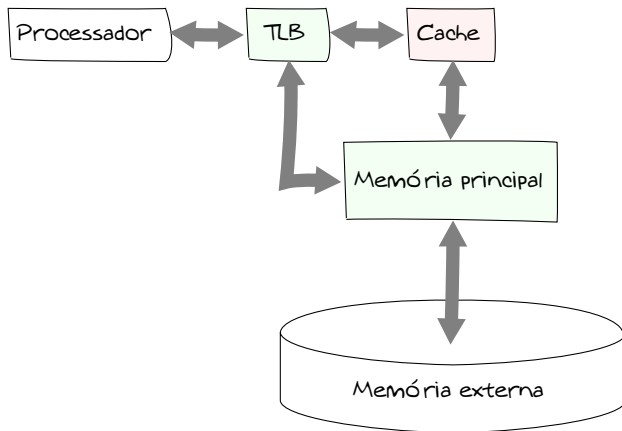 Processador
TLB
Cache
Memória principal
Memória externa